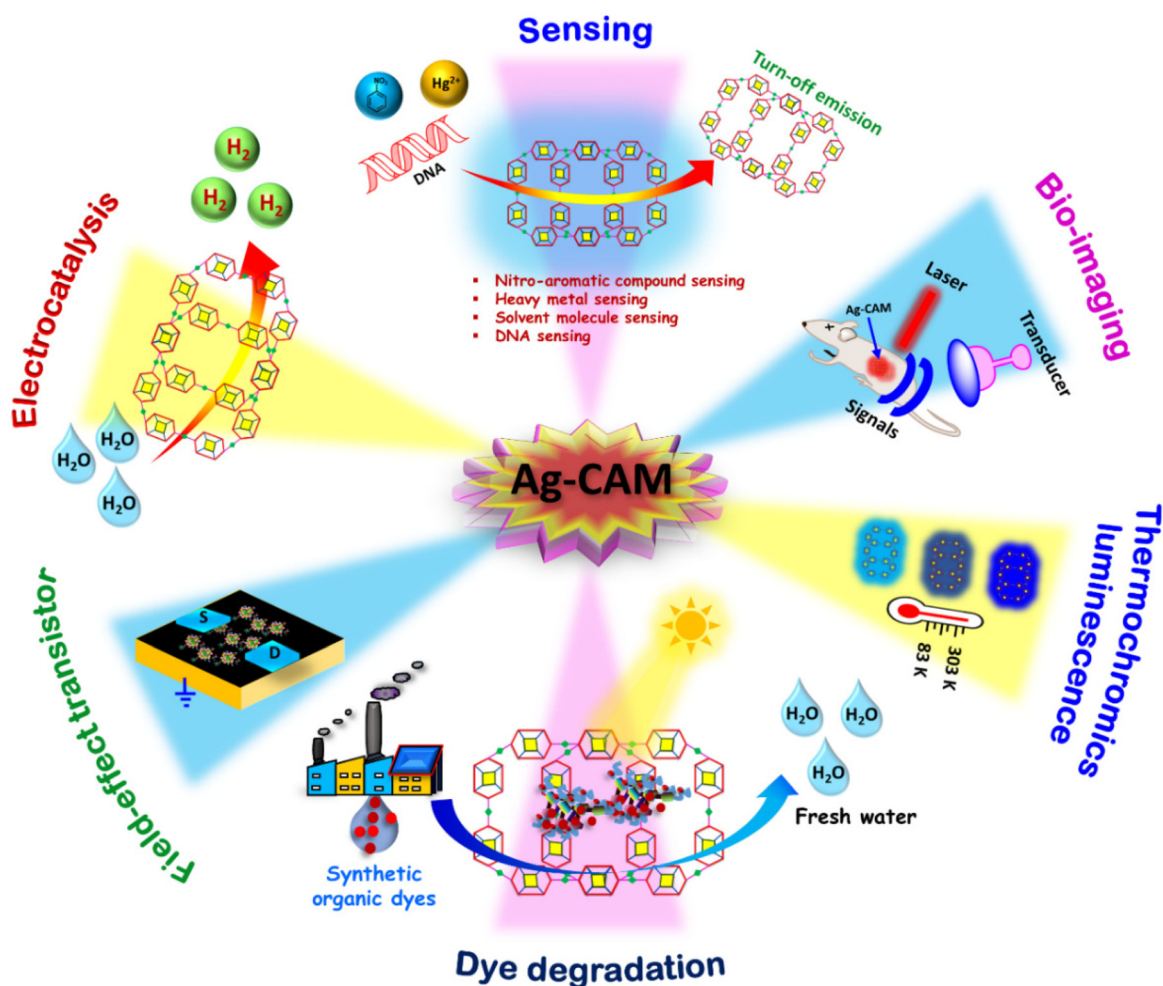 Sensing
NO₂
Hg²⁺
DNA
Turn-off emission
▪ Nitro-aromatic compound sensing
▪ Heavy metal sensing
▪ Solvent molecule sensing
▪ DNA sensing
Bio-imaging
Laser
Ag-CAM
Transducer
Signals
Electrocatalysis
H₂
H₂
H₂
H₂O
H₂O
H₂O
Ag-CAM
Thermochromics
luminescence
303 K
83 K
Field-effect transistor
S
D
Synthetic
organic dyes
H₂O
H₂O
H₂O
Fresh water
Dye degradation